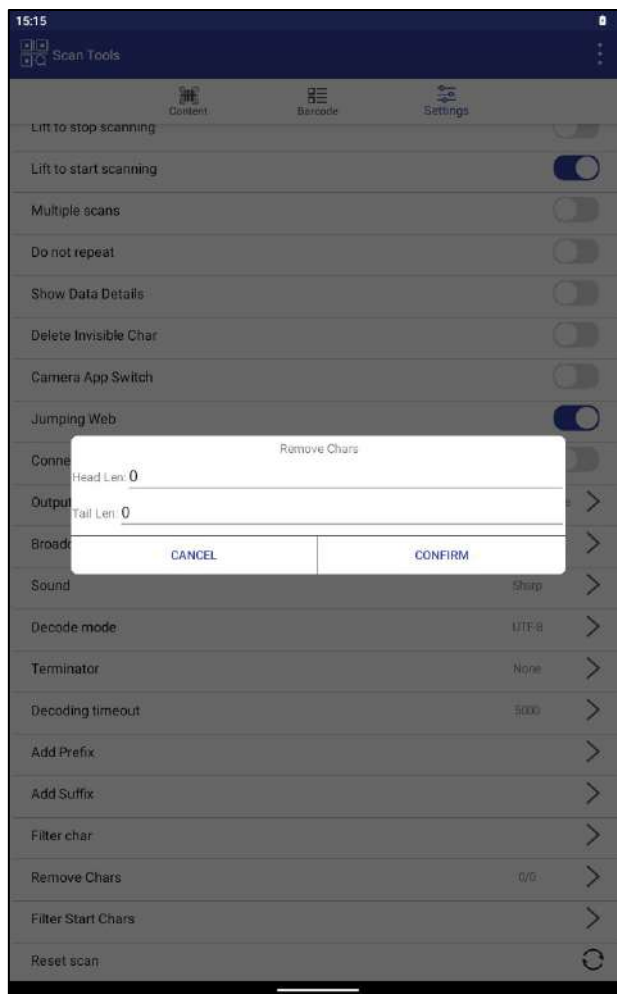 15:15
Scan Tools
Content Barcode Settings
Lift to stop scanning
Lift to start scanning
Multiple scans
Do not repeat
Show Data Details
Delete Invisible Char
Camera App Switch
Jumping Web
Remove Chars
Conne
Head Len: 0
Output
Tail Len: 0
Broadc
CANCEL CONFIRM
Sound Sharp
Decode mode UTF-8
Terminator None
Decoding timeout 5000
Add Prefix
Add Suffix
Filter char
Remove Chars 0/0
Filter Start Chars
Reset scan